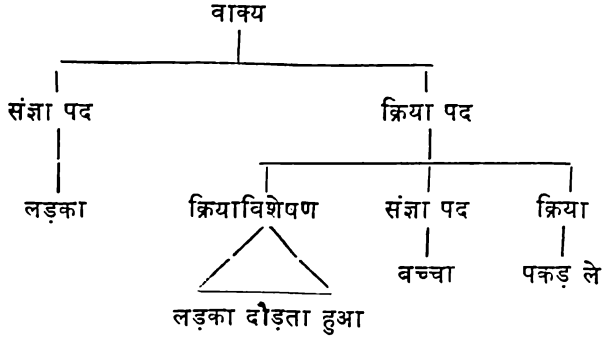 वाक्य
संज्ञा पद क्रिया पद
लड़का क्रियाविशेषण संज्ञा पद क्रिया
बच्चा पकड़ ले
लड़का दौड़ता हुआ